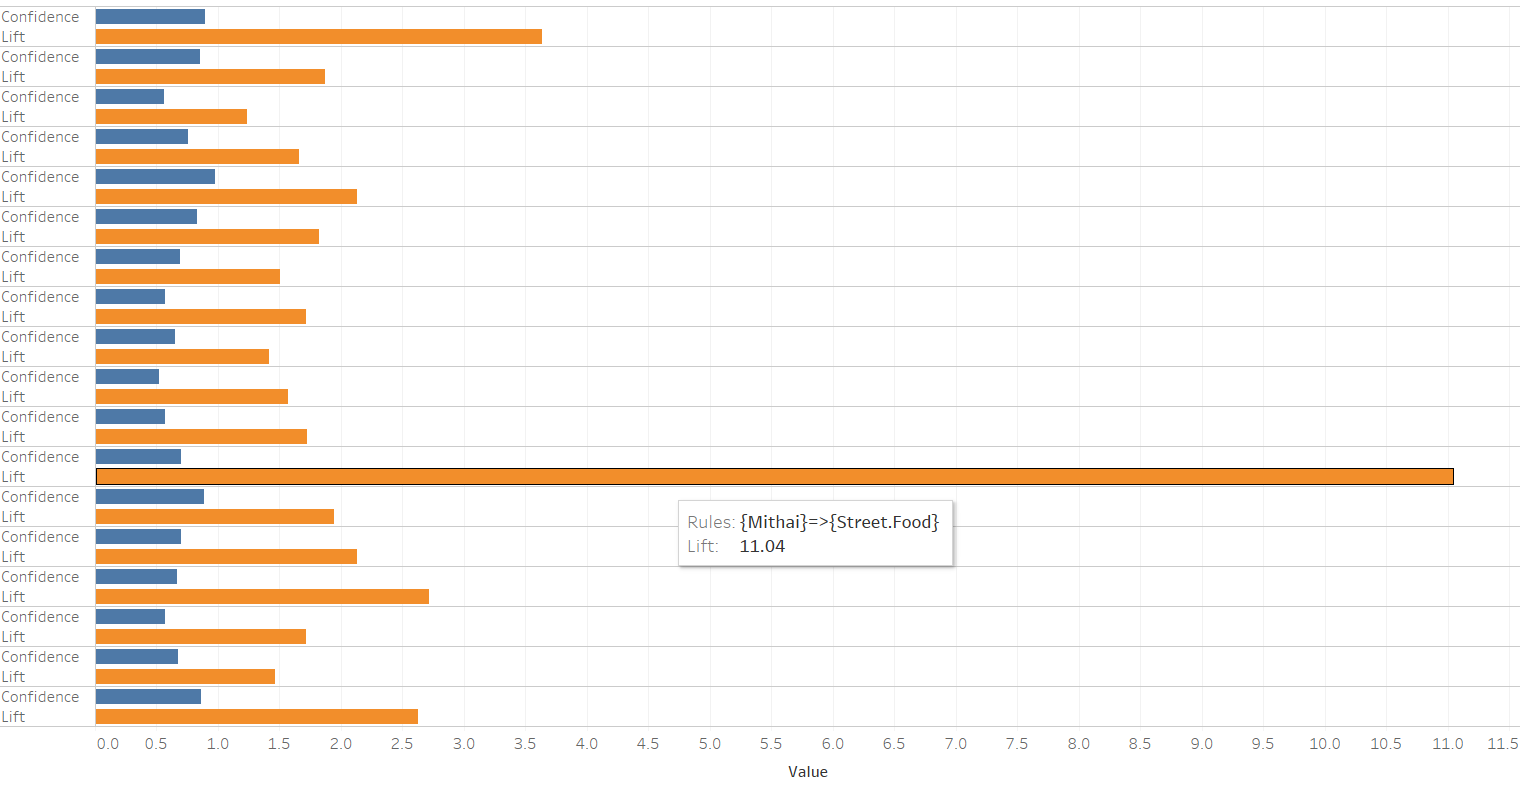 Confidence
Lift
Confidence
Lift
Confidence
Lift
Confidence
Lift
Confidence
Lift
Confidence
Lift
Confidence
Lift
Confidence
Lift
Confidence
Lift
Confidence
Lift
Confidence
Lift
Confidence
Lift
Confidence
Lift
Confidence
Lift
Confidence
Lift
Confidence
Lift
Confidence
Lift
Confidence
Lift
Rules: {Mithai}=>{Street.Food}
Lift: 11.04
0.0 0.5 1.0 1.5 2.0 2.5 3.0 3.5 4.0 4.5 5.0 5.5 6.0 6.5 7.0 7.5 8.0 8.5 9.0 9.5 10.0 10.5 11.0 11.5
Value